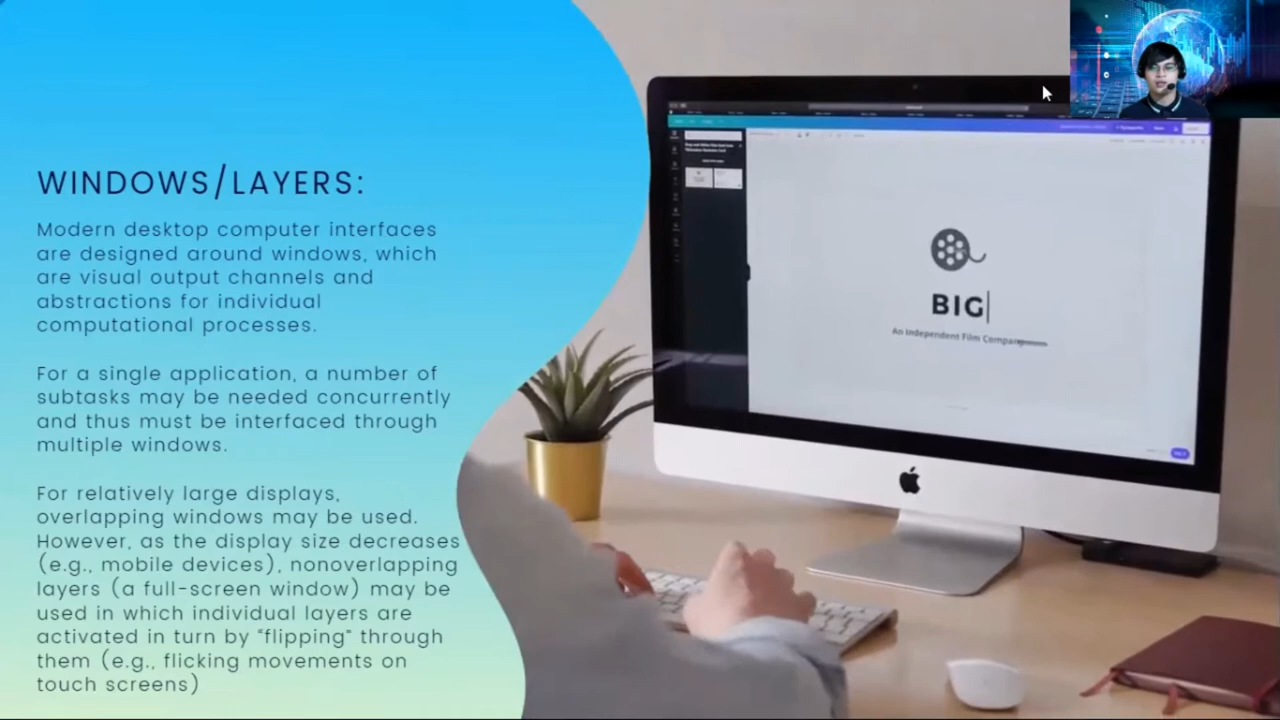 WINDOWS/LAYERS:
Modern desktop computer interfaces
are designed around windows, which
are visual output channels and
abstractions for individual
computational processes.
For a single application, a number of
subtasks may be needed concurrently
and thus must be interfaced through
multiple windows.
For relatively large displays,
overlapping windows may be used.
However, as the display size decreases
(e.g., mobile devices), nonoverlapping
layers (a full-screen window) may be
used in which individual layers are
activated in turn by "flipping" through
them (e.g., flicking movements on
touch screens)
BIG
An Independent Film Company